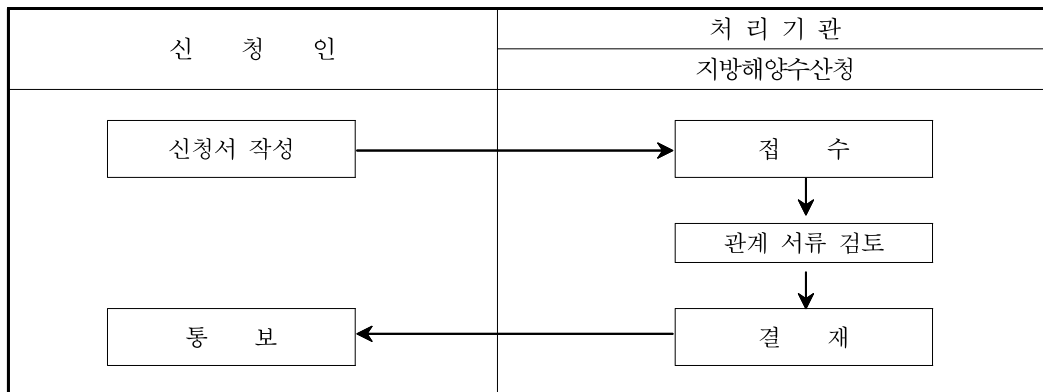 신 청 인
처 리 기 관
지방해양수산청
신청서 작성
접 수
관계 서류 검토
통 보
결 재